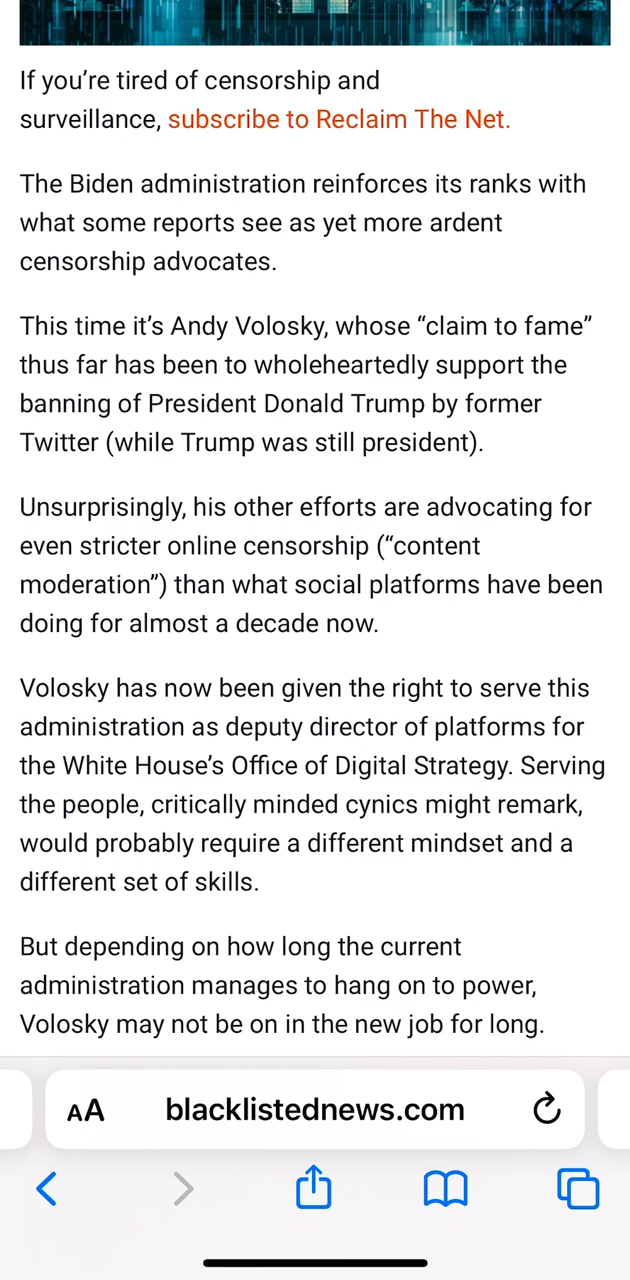 If you’re tired of censorship and
surveillance, subscribe to Reclaim The Net.
The Biden administration reinforces its ranks with
what some reports see as yet more ardent
censorship advocates.
This time it’s Andy Volosky, whose “claim to fame”
thus far has been to wholeheartedly support the
banning of President Donald Trump by former
Twitter (while Trump was still president).
Unsurprisingly, his other efforts are advocating for
even stricter online censorship (“content
moderation”) than what social platforms have been
doing for almost a decade now.
Volosky has now been given the right to serve this
administration as deputy director of platforms for
the White House’s Office of Digital Strategy. Serving
the people, critically minded cynics might remark,
would probably require a different mindset and a
different set of skills.
But depending on how long the current
administration manages to hang on to power,
Volosky may not be on in the new job for long.
AA blacklistednews.com